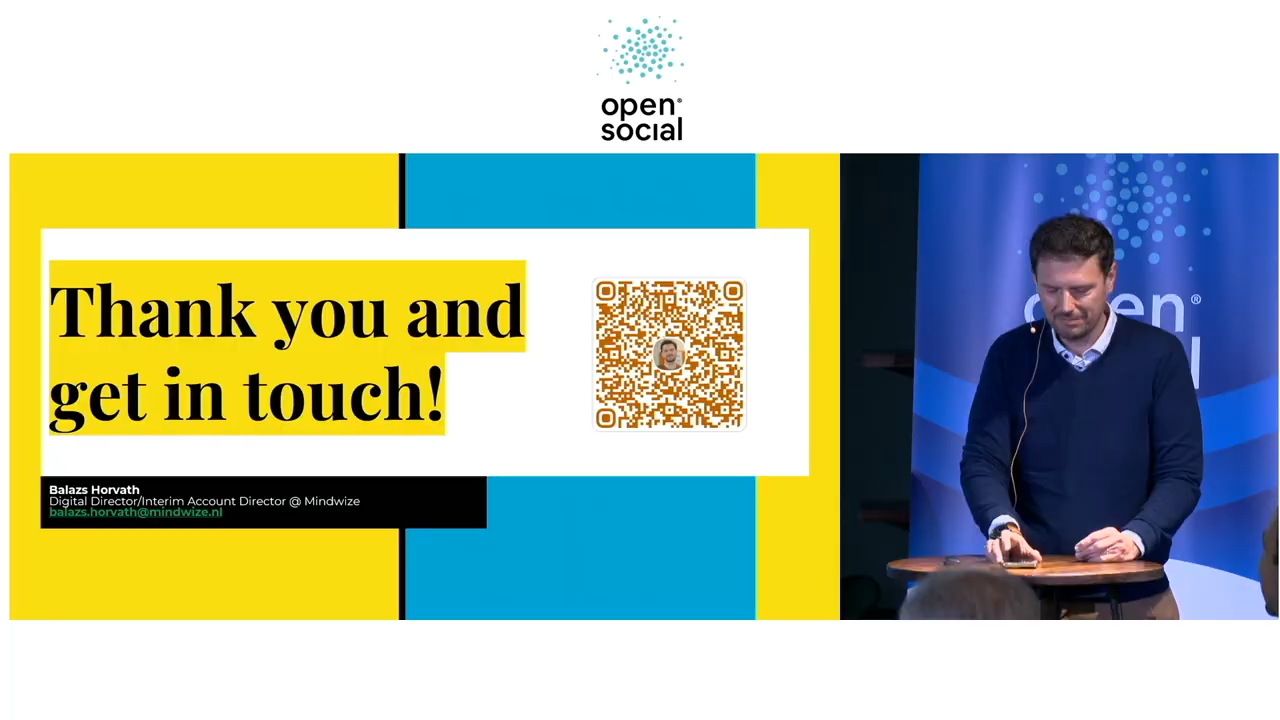 open®
social
Thank you and
get in touch!
Balazs Horvath
Digital Director/Interim Account Director @ Mindwize
balazs.horvath@mindwize.nl